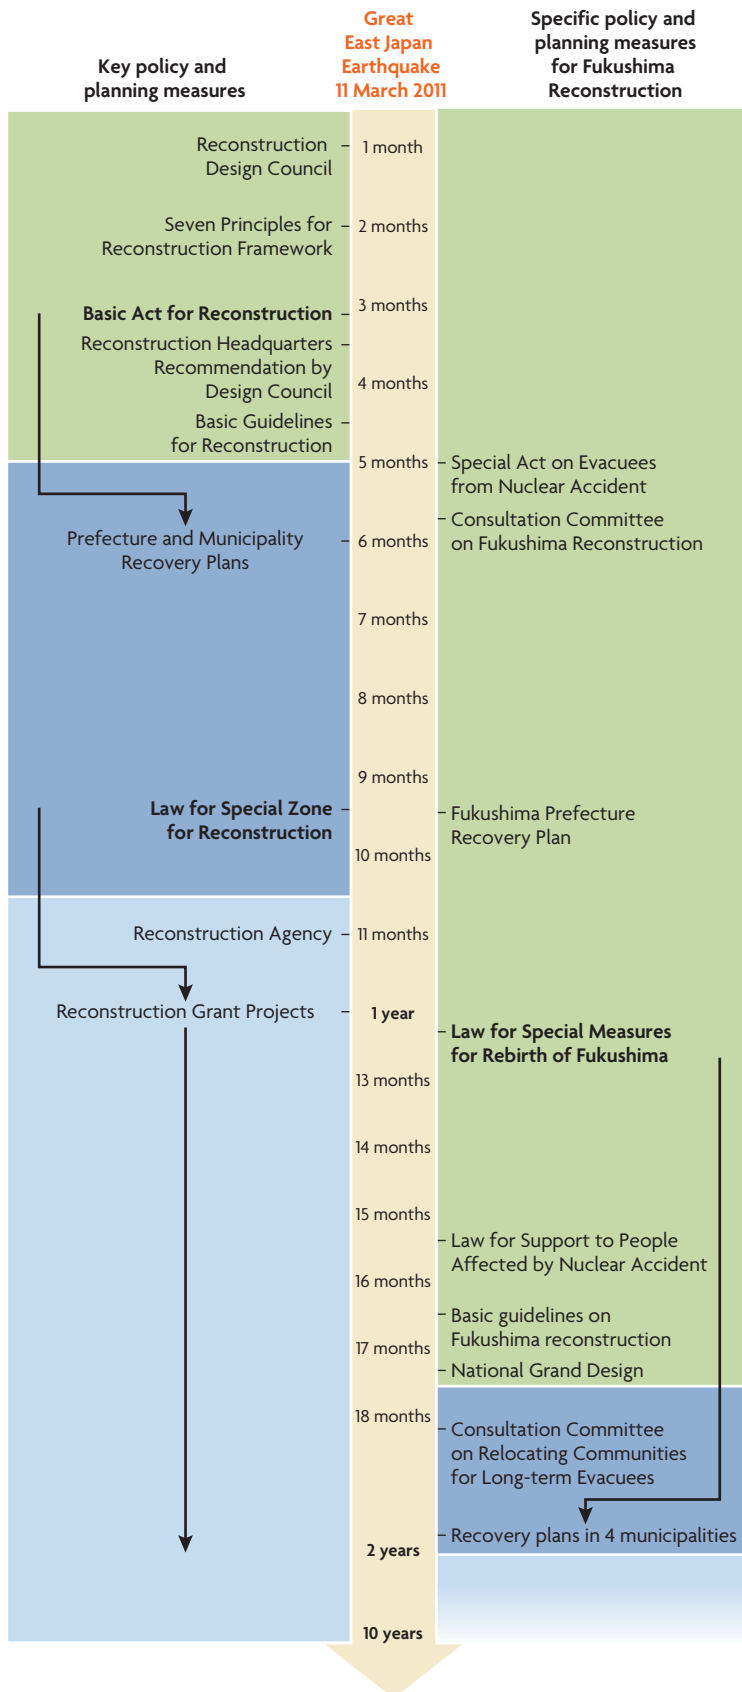 Key policy and
planning measures
Great
East Japan
Earthquake
11 March 2011
Specific policy and
planning measures
for Fukushima
Reconstruction
Reconstruction
Design Council
1 month
Seven Principles for
Reconstruction Framework
2 months
3 months
Basic Act for Reconstruction
Reconstruction Headquarters
Recommendation by
Design Council
4 months
Basic Guidelines
for Reconstruction
5 months
Special Act on Evacuees
from Nuclear Accident
Consultation Committee
on Fukushima Reconstruction
Prefecture and Municipality
Recovery Plans
6 months
7 months
8 months
9 months
Law for Special Zone
for Reconstruction
Fukushima Prefecture
Recovery Plan
10 months
Reconstruction Agency
11 months
Reconstruction Grant Projects
1 year
Law for Special Measures
for Rebirth of Fukushima
13 months
14 months
15 months
Law for Support to People
Affected by Nuclear Accident
16 months
Basic guidelines on
Fukushima reconstruction
17 months
National Grand Design
18 months
Consultation Committee
on Relocating Communities
for Long-term Evacuees
Recovery plans in 4 municipalities
2 years
10 years